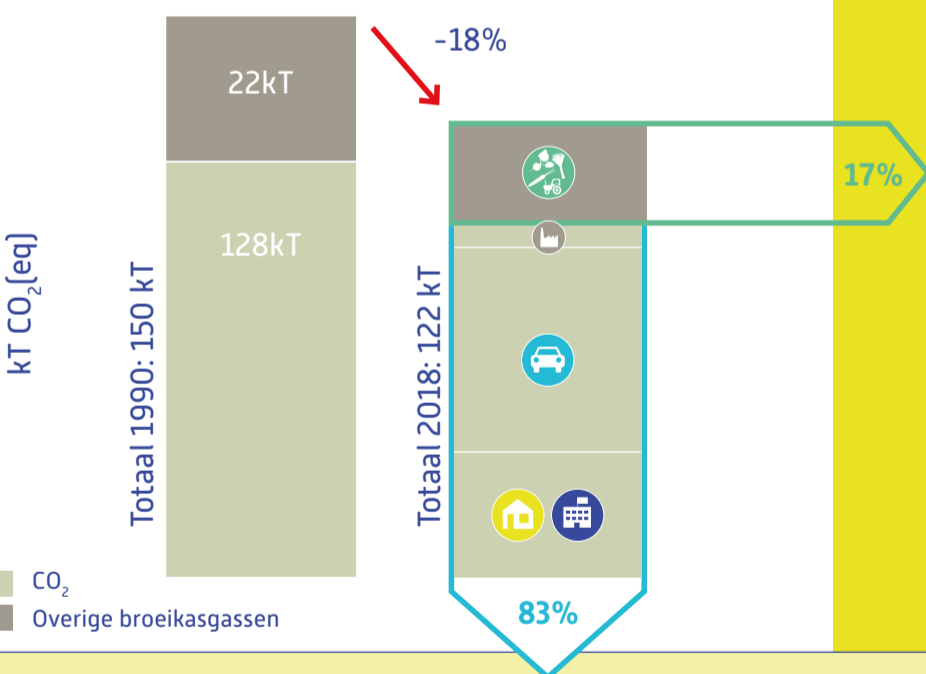 kT CO₂(eq)
Totaal 1990: 150 kT
22kT
128kT
-18%
Totaal 2018: 122 kT
17%
83%
CO₂
Overige broeikasgassen